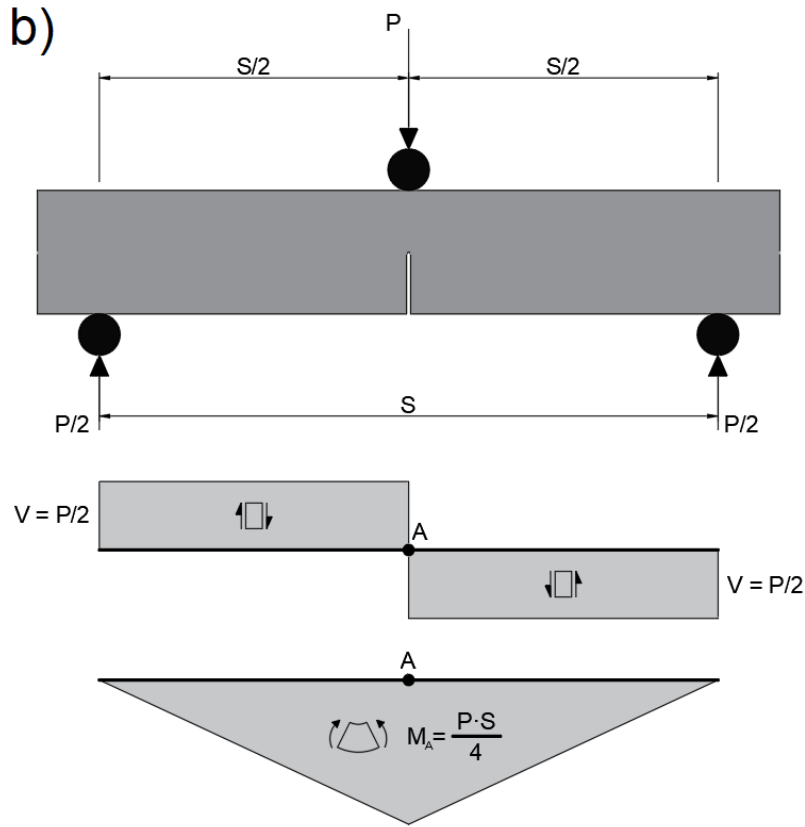 b)
P
S/2 S/2
P/2 S P/2
V = P/2
A
V = P/2
A
M_A = P·S/4